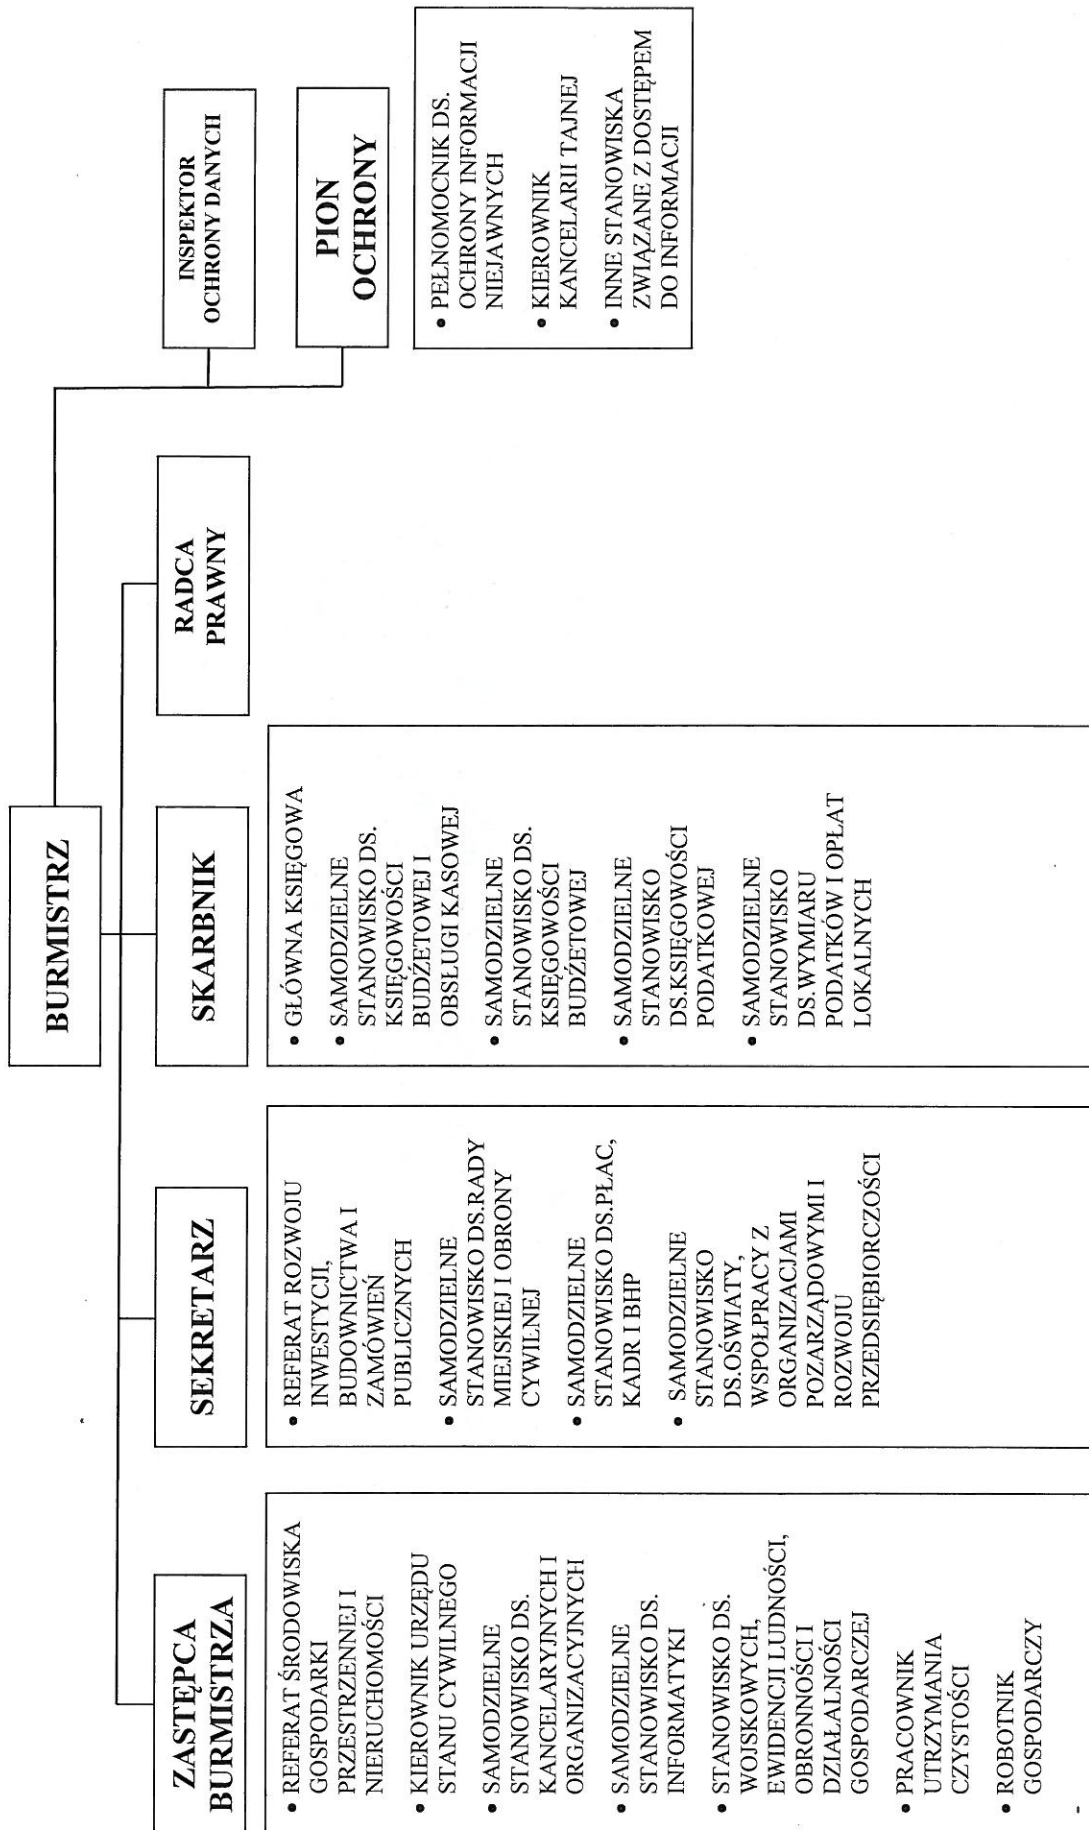 BURMISTRZ
ZASTĘPCA
BURMISTRZA
SEKRETARZ
SKARBNIK
RADCA
PRAWNY
INSPEKTOR
OCHRONY DANYCH
PION
OCHRONY
• REFERAT ŚRODOWISKA
GOSPODARKI
PRZESTRZENNEJ I
NIERUCHOMOŚCI
• KIEROWNIK URZĘDU
STANU CYWILNEGO
• SAMODZIELNE
STANOWISKO DS.
KANCELARYJNYCH I
ORGANIZACYJNYCH
• SAMODZIELNE
STANOWISKO DS.
INFORMATYKI
• STANOWISKO DS.
WOJSKOWYCH,
EWIDENCJI LUDNOŚCI,
OBRONNOŚCI I
DZIAŁALNOŚCI
GOSPODARCZEJ
• PRACOWNIK
UTRZYMANIA
CZYSTOŚCI
• ROBOTNIK
GOSPODARCZY
• REFERAT ROZWOJU
INWESTYCJI,
BUDOWNICTWA I
ZAMÓWIEŃ
PUBLICZNYCH
• SAMODZIELNE
STANOWISKO DS.RADY
MIEJSKIEJ I OBRONY
CYWILNEJ
• SAMODZIELNE
STANOWISKO DS.PŁAC,
KADR I BHP
• SAMODZIELNE
STANOWISKO
DS.OŚWIATY,
WSPOŁPRACY Z
ORGANIZACJAMI
POZARZĄDOWYMI I
ROZWOJU
PRZEDSIĘBIORCZOŚCI
• GŁÓWNA KSIĘGOWA
• SAMODZIELNE
STANOWISKO DS.
KSIĘGOWOŚCI
BUDŻETOWEJ I
OBSŁUGI KASOWEJ
• SAMODZIELNE
STANOWISKO DS.
KSIĘGOWOŚCI
BUDŻETOWEJ
• SAMODZIELNE
STANOWISKO
DS.KSIĘGOWOŚCI
PODATKOWEJ
• SAMODZIELNE
STANOWISKO
DS.WYMIARU
PODATKÓW I OPŁAT
LOKALNYCH
• PEŁNOMOCNIK DS.
OCHRONY INFORMACJI
NIEJAWNYCH
• KIEROWNIK
KANCELARII TAJNEJ
• INNE STANOWISKA
ZWIĄZANE Z DOSTĘPEM
DO INFORMACJI